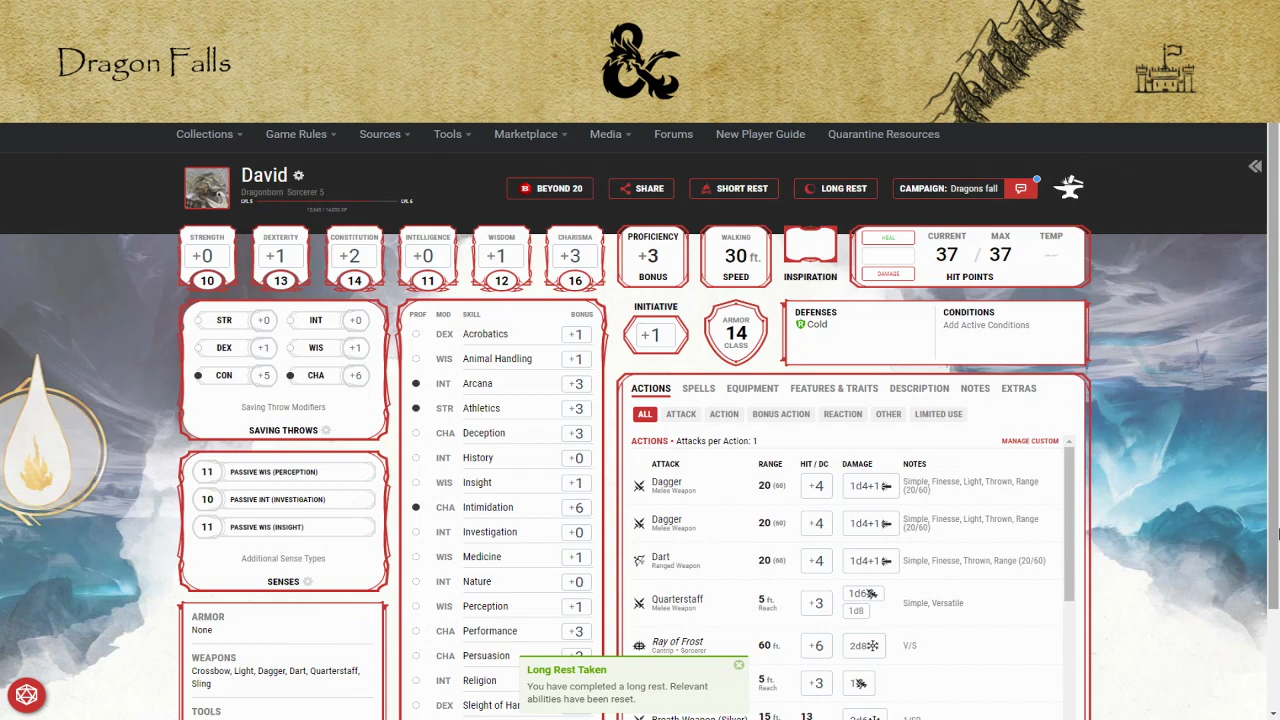 Dragon Falls
Collections Game Rules Sources Tools Marketplace Media Forums New Player Guide Quarantine Resources
David
Dragonborn Sorcerer 5
LVL 5 LVL 6
BEYOND 20 SHARE SHORT REST LONG REST CAMPAIGN: Dragons fall
STRENGTH DEXTERITY CONSTITUTION INTELLIGENCE WISDOM CHARISMA
+0 +1 +2 +0 +1 +3
10 13 14 11 12 16
PROFICIENCY
+3
BONUS
WALKING
30 ft.
SPEED
INSPIRATION
HEAL
DAMAGE
CURRENT MAX TEMP
37 / 37 --
HIT POINTS
STR +0 INT +0
DEX +1 WIS +1
CON +5 CHA +6
Saving Throw Modifiers
SAVING THROWS
11 PASSIVE WIS (PERCEPTION)
10 PASSIVE INT (INVESTIGATION)
11 PASSIVE WIS (INSIGHT)
Additional Sense Types
SENSES
ARMOR
None
WEAPONS
Crossbow, Light, Dagger, Dart, Quarterstaff,
Sling
TOOLS
PROF MOD SKILL BONUS
DEX Acrobatics +1
WIS Animal Handling +1
INT Arcana +3
STR Athletics +3
CHA Deception +3
INT History +0
WIS Insight +1
CHA Intimidation +6
INT Investigation +0
WIS Medicine +1
INT Nature +0
WIS Perception +1
CHA Performance +3
CHA Persuasion
INT Religion
DEX
INITIATIVE
+1
ARMOR
14
CLASS
DEFENSES
Cold
CONDITIONS
Add Active Conditions
ACTIONS SPELLS EQUIPMENT FEATURES & TRAITS DESCRIPTION NOTES EXTRAS
ALL ATTACK ACTION BONUS ACTION REACTION OTHER LIMITED USE
ACTIONS • Attacks per Action: 1 MANAGE CUSTOM
ATTACK RANGE HIT / DC DAMAGE NOTES
Dagger 20 (60) +4 1d4+1 Simple, Finesse, Light, Thrown, Range
Melee Weapon (20/60)
Dagger 20 (60) +4 1d4+1 Simple, Finesse, Light, Thrown, Range
Melee Weapon (20/60)
Dart 20 (60) +4 1d4+1 Simple, Finesse, Thrown, Range (20/60)
Ranged Weapon
Quarterstaff 5 ft. +3 1d6 Simple, Versatile
Melee Weapon Reach 1d8
Ray of Frost 60 ft. +6 2d8 V/S
Cantrip • Sorcerer
5 ft. +3 1
Reach
Breath Weapon (Silver) 15 ft. 13
Long Rest Taken
You have completed a long rest. Relevant
abilities have been reset.